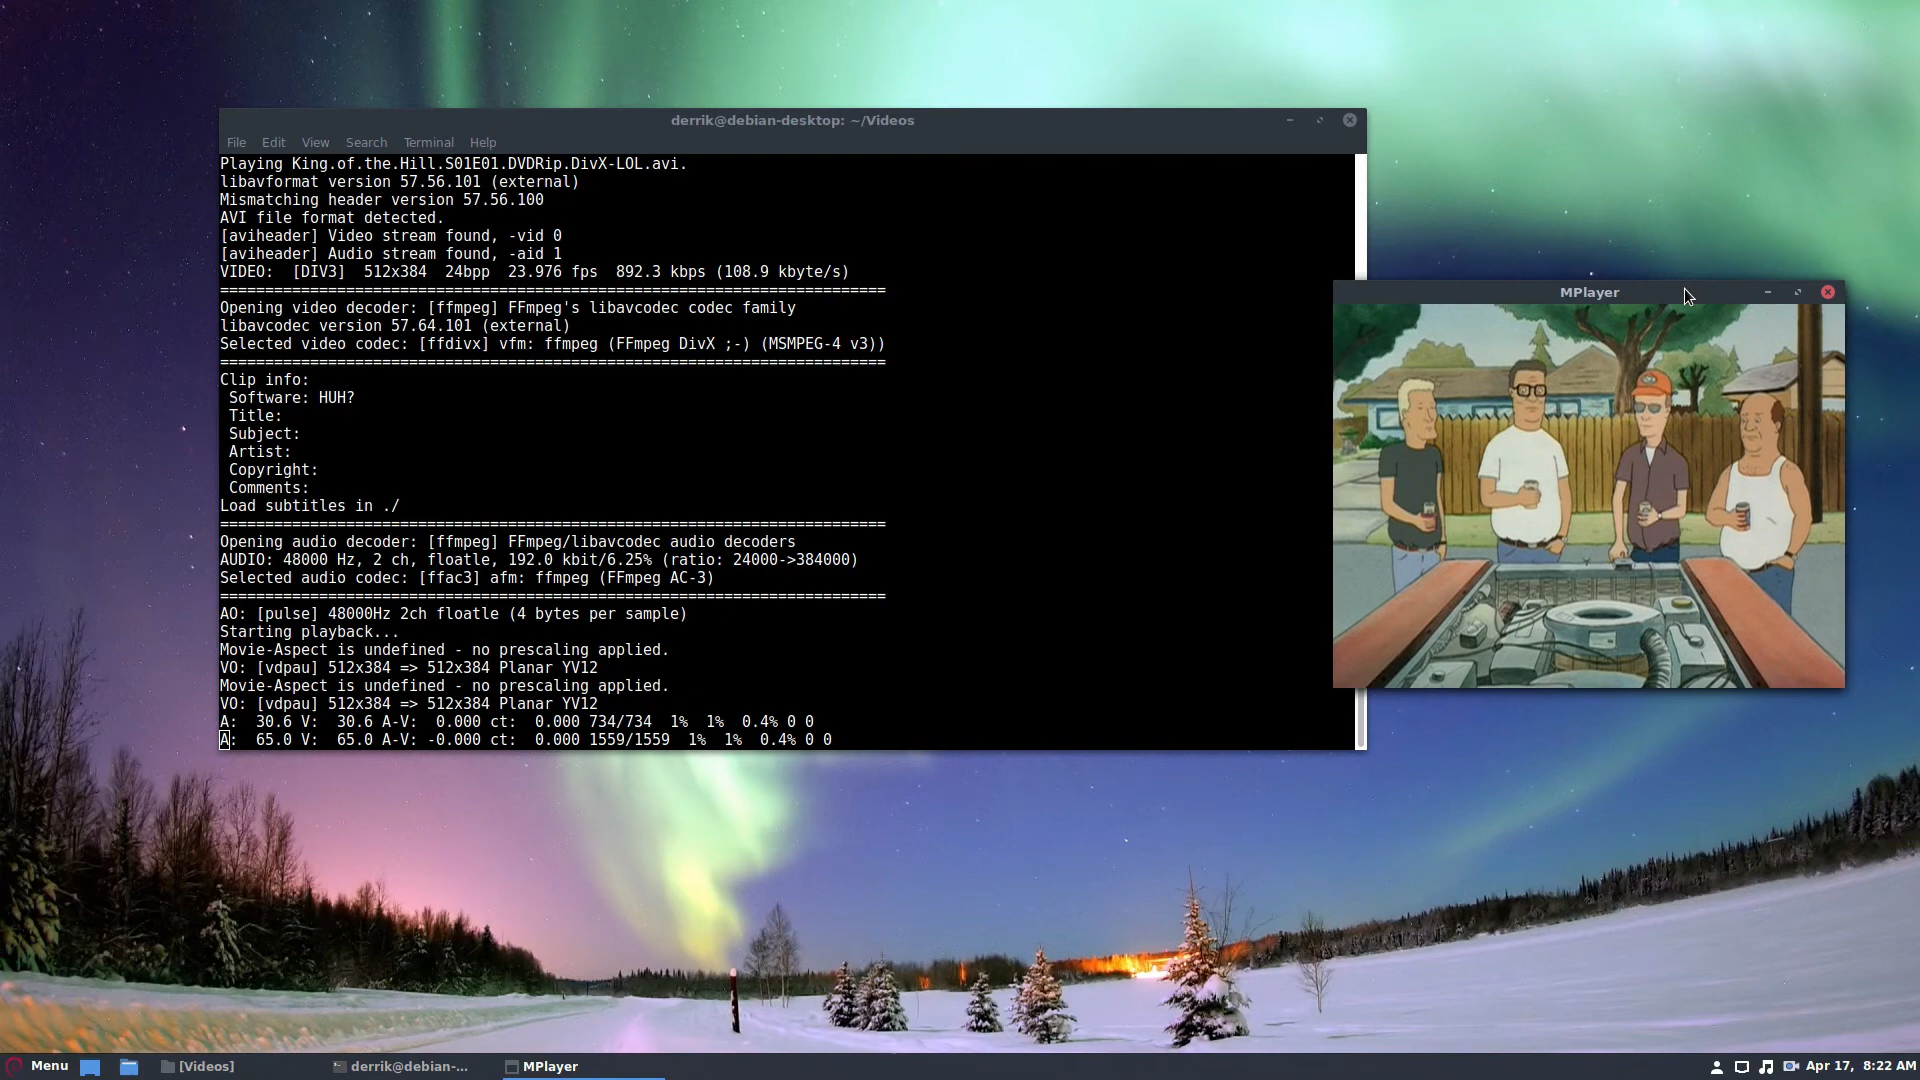 derrik@debian-desktop: ~/Videos
File Edit View Search Terminal Help
Playing King.of.the.Hill.S01E01.DVDRip.DivX-LOL.avi.
libavformat version 57.56.101 (external)
Mismatching header version 57.56.100
AVI file format detected.
[aviheader] Video stream found, -vid 0
[aviheader] Audio stream found, -aid 1
VIDEO:  [DIV3]  512x384  24bpp  23.976 fps  892.3 kbps (108.9 kbyte/s)
==========================================================================
Opening video decoder: [ffmpeg] FFmpeg's libavcodec codec family
libavcodec version 57.64.101 (external)
Selected video codec: [ffdivx] vfm: ffmpeg (FFmpeg DivX ;-) (MSMPEG-4 v3))
==========================================================================
Clip info:
 Software: HUH?
 Title:
 Subject:
 Artist:
 Copyright:
 Comments:
Load subtitles in ./
==========================================================================
Opening audio decoder: [ffmpeg] FFmpeg/libavcodec audio decoders
AUDIO: 48000 Hz, 2 ch, floatle, 192.0 kbit/6.25% (ratio: 24000->384000)
Selected audio codec: [ffac3] afm: ffmpeg (FFmpeg AC-3)
==========================================================================
AO: [pulse] 48000Hz 2ch floatle (4 bytes per sample)
Starting playback...
Movie-Aspect is undefined - no prescaling applied.
VO: [vdpau] 512x384 => 512x384 Planar YV12
Movie-Aspect is undefined - no prescaling applied.
VO: [vdpau] 512x384 => 512x384 Planar YV12
A:  30.6 V:  30.6 A-V:  0.000 ct:  0.000 734/734  1%  1%  0.4% 0 0
A:  65.0 V:  65.0 A-V: -0.000 ct:  0.000 1559/1559  1%  1%  0.4% 0 0
MPlayer
Menu [Videos] derrik@debian-... MPlayer Apr 17, 8:22 AM